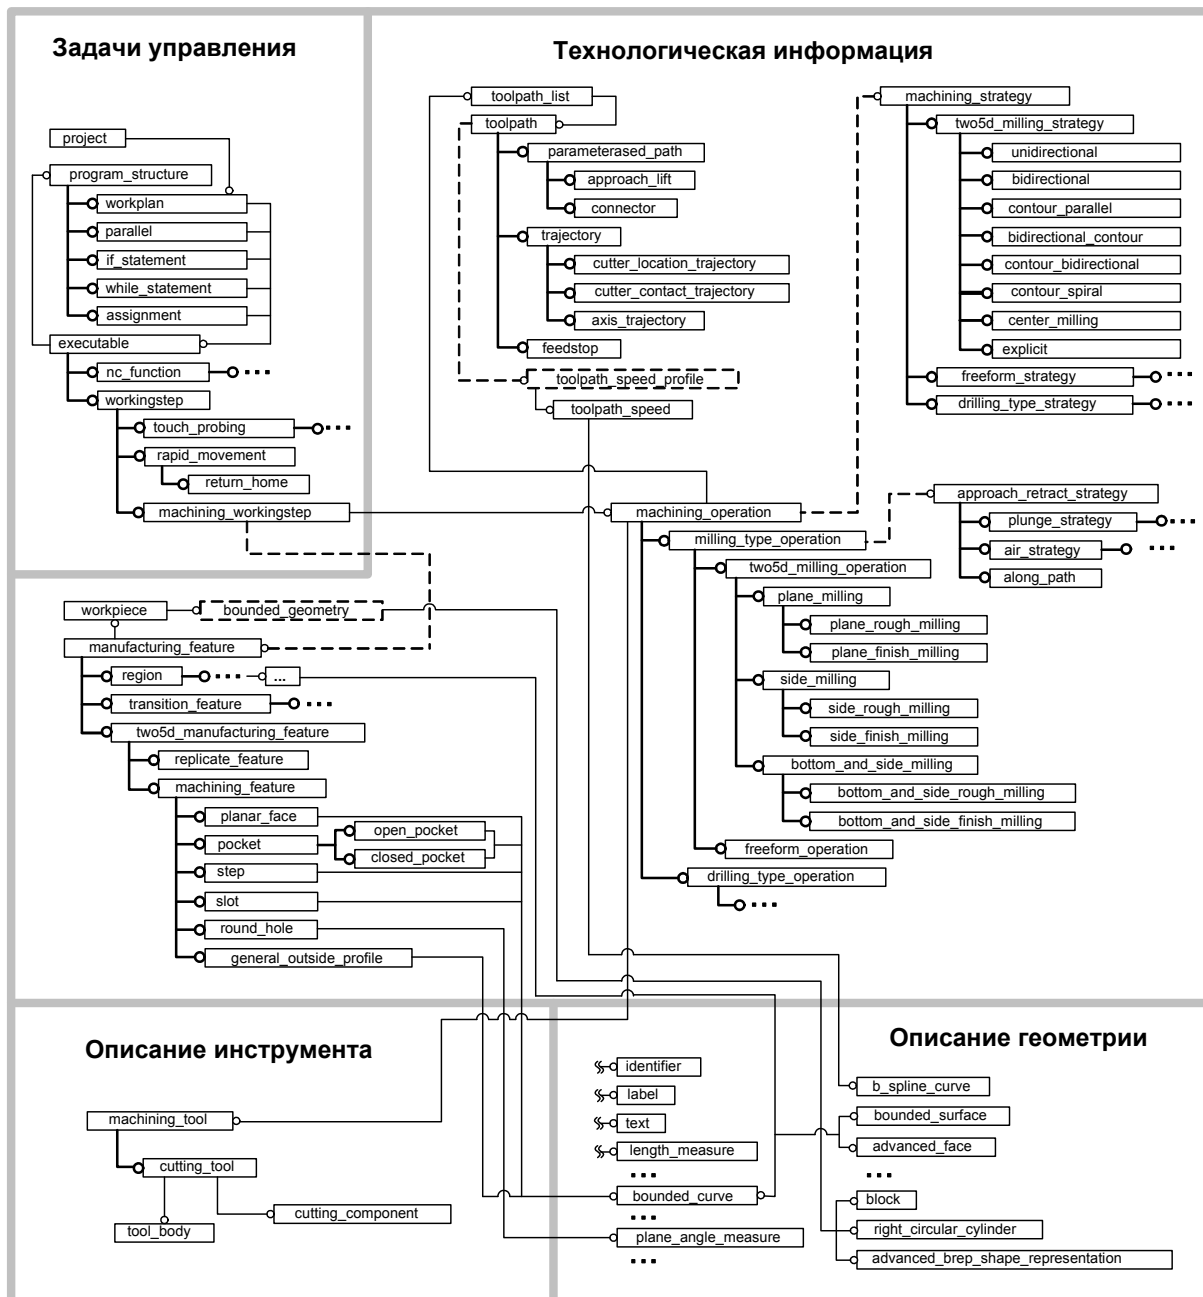 Задачи управления
project
program_structure
workplan
parallel
if_statement
while_statement
assignment
executable
nc_function
workingstep
touch_probing
rapid_movement
return_home
machining_workingstep
Технологическая информация
toolpath_list
toolpath
parameterased_path
approach_lift
connector
trajectory
cutter_location_trajectory
cutter_contact_trajectory
axis_trajectory
feedstop
toolpath_speed_profile
toolpath_speed
machining_strategy
two5d_milling_strategy
unidirectional
bidirectional
contour_parallel
bidirectional_contour
contour_bidirectional
contour_spiral
center_milling
explicit
freeform_strategy
drilling_type_strategy
approach_retract_strategy
plunge_strategy
air_strategy
along_path
machining_operation
milling_type_operation
two5d_milling_operation
plane_milling
plane_rough_milling
plane_finish_milling
side_milling
side_rough_milling
side_finish_milling
bottom_and_side_milling
bottom_and_side_rough_milling
bottom_and_side_finish_milling
freeform_operation
drilling_type_operation
workpiece
bounded_geometry
manufacturing_feature
region
...
transition_feature
two5d_manufacturing_feature
replicate_feature
machining_feature
planar_face
pocket
open_pocket
closed_pocket
step
slot
round_hole
general_outside_profile
Описание инструмента
machining_tool
cutting_tool
cutting_component
tool_body
Описание геометрии
identifier
label
text
length_measure
bounded_curve
plane_angle_measure
b_spline_curve
bounded_surface
advanced_face
block
right_circular_cylinder
advanced_brep_shape_representation